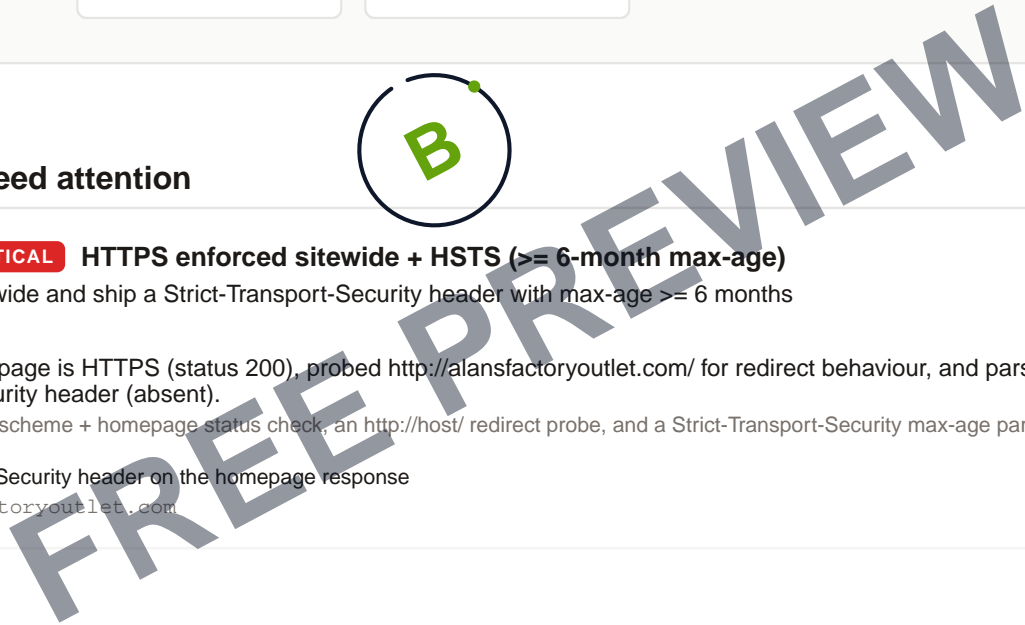 B
eed attention
TICAL HTTPS enforced sitewide + HSTS (>= 6-month max-age)
wide and ship a Strict-Transport-Security header with max-age >= 6 months
page is HTTPS (status 200), probed http://alansfactoryoutlet.com/ for redirect behaviour, and pars
urity header (absent).
scheme + homepage status check, an http://host/ redirect probe, and a Strict-Transport-Security max-age par
Security header on the homepage response
toryoutlet.com
FREE PREVIEW